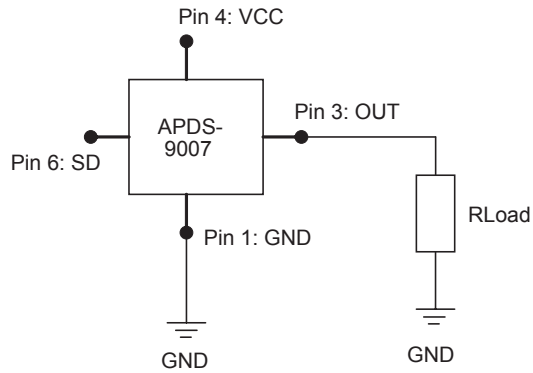 Pin 4: VCC
APDS-
9007
Pin 3: OUT
Pin 6: SD
Pin 1: GND
RLoad
GND
GND